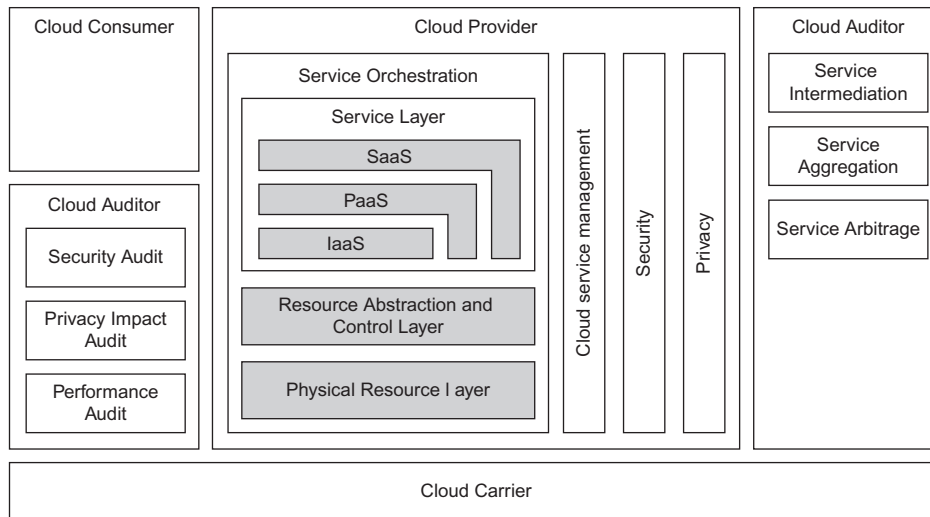 Cloud Consumer
Cloud Auditor
Security Audit
Privacy Impact
Audit
Performance
Audit
Cloud Provider
Service Orchestration
Service Layer
SaaS
PaaS
IaaS
Resource Abstraction and
Control Layer
Physical Resource l ayer
Cloud service management
Security
Privacy
Cloud Auditor
Service
Intermediation
Service
Aggregation
Service Arbitrage
Cloud Carrier